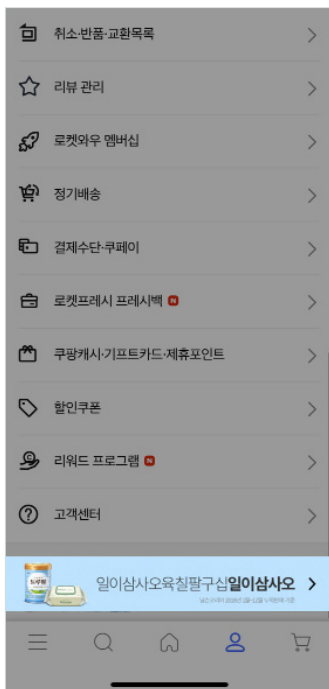 취소·반품·교환목록
리뷰 관리
로켓와우 멤버십
정기배송
결제수단·쿠페이
로켓프레시 프레시백 N
쿠팡캐시·기프트카드·제휴포인트
할인쿠폰
리워드 프로그램 N
고객센터
일이삼사오육칠팔구십일이삼사오